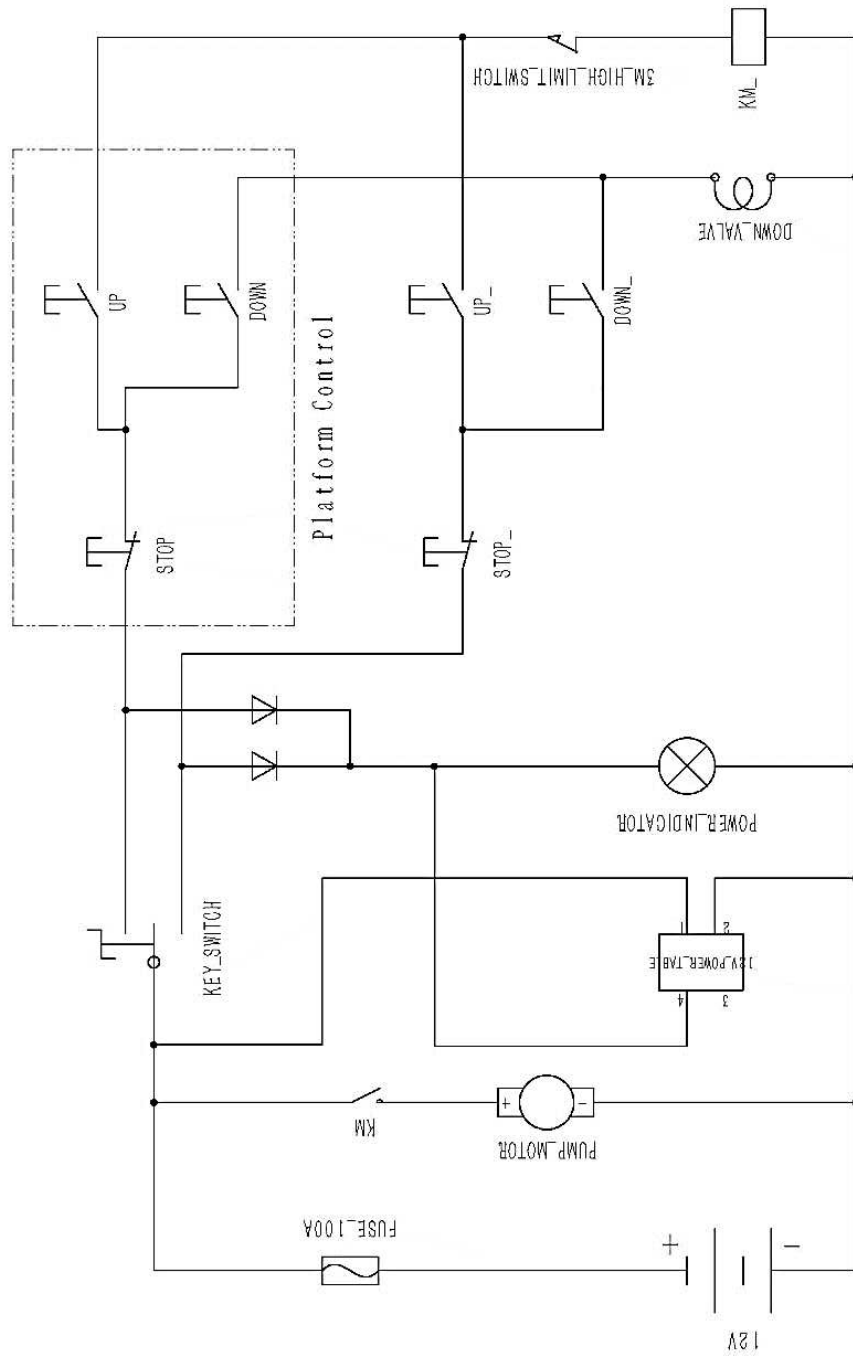 3M_HIGH_LIMIT_SWITCH
KM_
DOWN_VALVE
UP
DOWN
UP_
DOWN_
Platform Control
STOP
STOP_
POWER_INDICATOR
KEY_SWITCH
1
2
12V_POWER_TABLE
4
3
KM
+
-
PUMP_MOTOR
FUSE_100A
+
-
12V